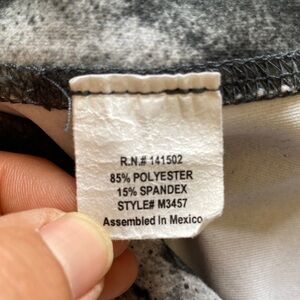 R.N.# 141502
85% POLYESTER
15% SPANDEX
STYLE# M3457
Assembled in Mexico